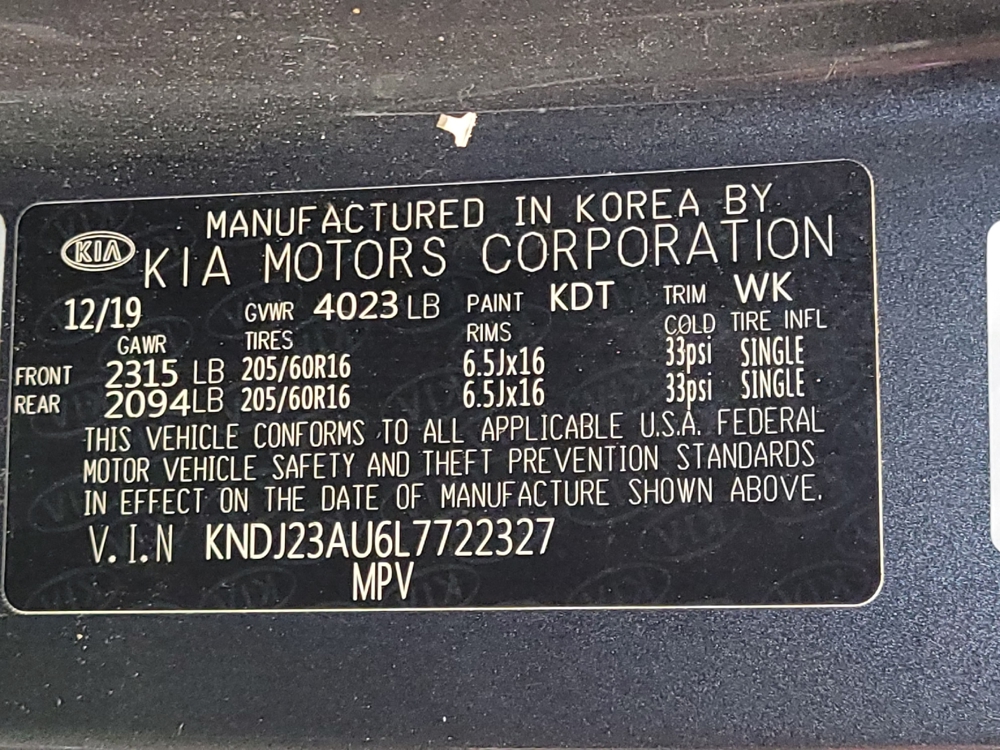 MANUFACTURED IN KOREA BY
KIA KIA MOTORS CORPORATION
12/19 GVWR 4023 LB PAINT KDT TRIM WK
GAWR TIRES RIMS COLD TIRE INFL
FRONT 2315 LB 205/60R16 6.5Jx16 33psi SINGLE
REAR 2094 LB 205/60R16 6.5Jx16 33psi SINGLE
THIS VEHICLE CONFORMS TO ALL APPLICABLE U.S.A. FEDERAL
MOTOR VEHICLE SAFETY AND THEFT PREVENTION STANDARDS
IN EFFECT ON THE DATE OF MANUFACTURE SHOWN ABOVE.
V.I.N KNDJ23AU6L7722327
MPV